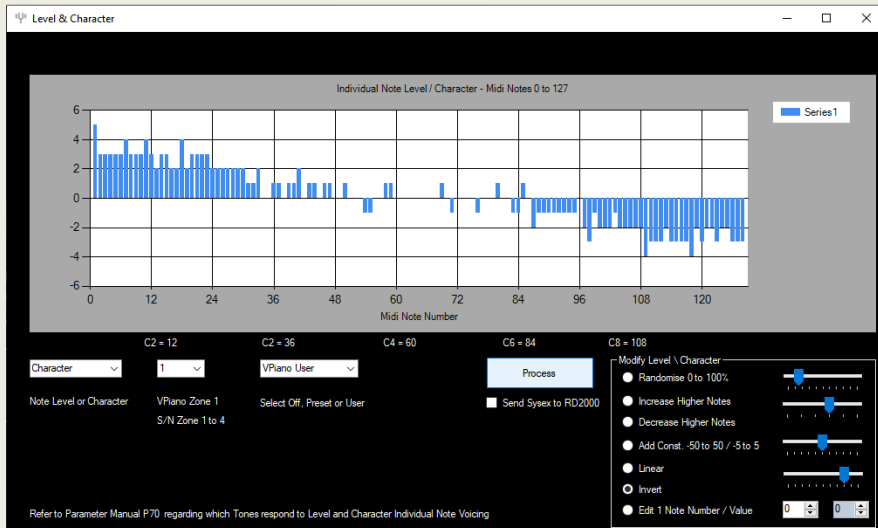 Level & Character
Individual Note Level / Character - Midi Notes 0 to 127
Series1
6
4
2
0
-2
-4
-6
0 12 24 36 48 60 72 84 96 108 120
Midi Note Number
C2 = 12 C2 = 36 C4 = 60 C6 = 84 C8 = 108
Character 1 VPiano User Process
Note Level or Character
VPiano Zone 1
S/N Zone 1 to 4
Select Off, Preset or User
Send Sysex to RD2000
Modify Level \ Character
Randomise 0 to 100%
Increase Higher Notes
Decrease Higher Notes
Add Const. -50 to 50 / -5 to 5
Linear
Invert
Edit 1 Note Number / Value 0 0
Refer to Parameter Manual P70 regarding which Tones respond to Level and Character Individual Note Voicing